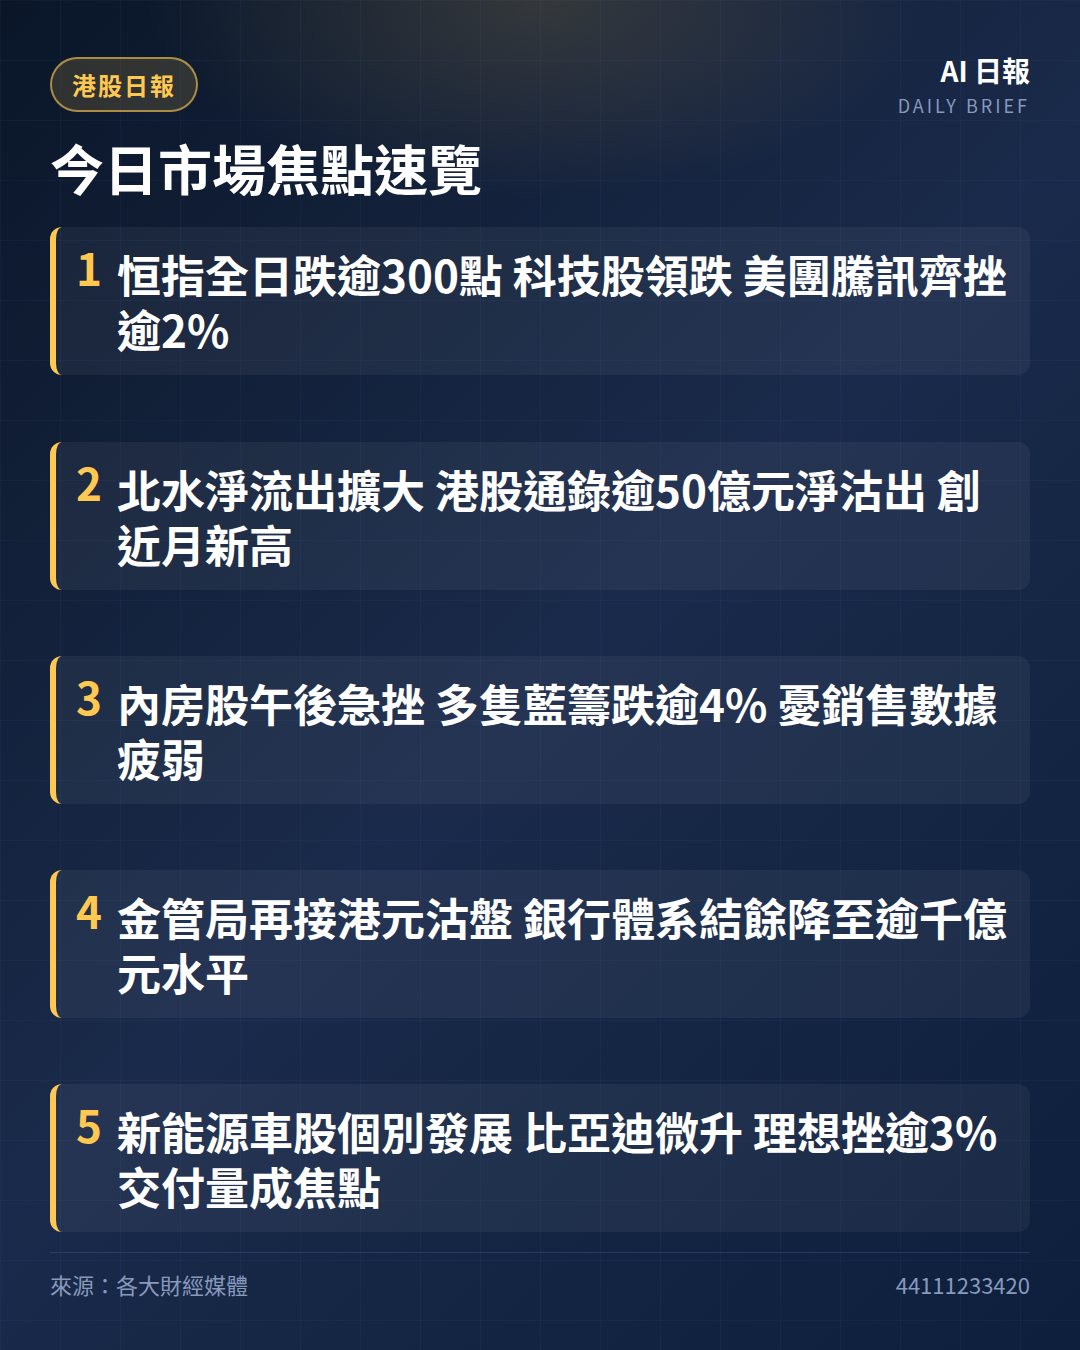 港股日報
AI 日報
DAILY BRIEF
今日市場焦點速覽
1 恒指全日跌逾300點 科技股領跌 美團騰訊齊挫
逾2%
2 北水淨流出擴大 港股通錄逾50億元淨沽出 創
近月新高
3 內房股午後急挫 多隻藍籌跌逾4% 憂銷售數據
疲弱
4 金管局再接港元沽盤 銀行體系結餘降至逾千億
元水平
5 新能源車股個別發展 比亞迪微升 理想挫逾3%
交付量成焦點
來源：各大財經媒體
44111233420